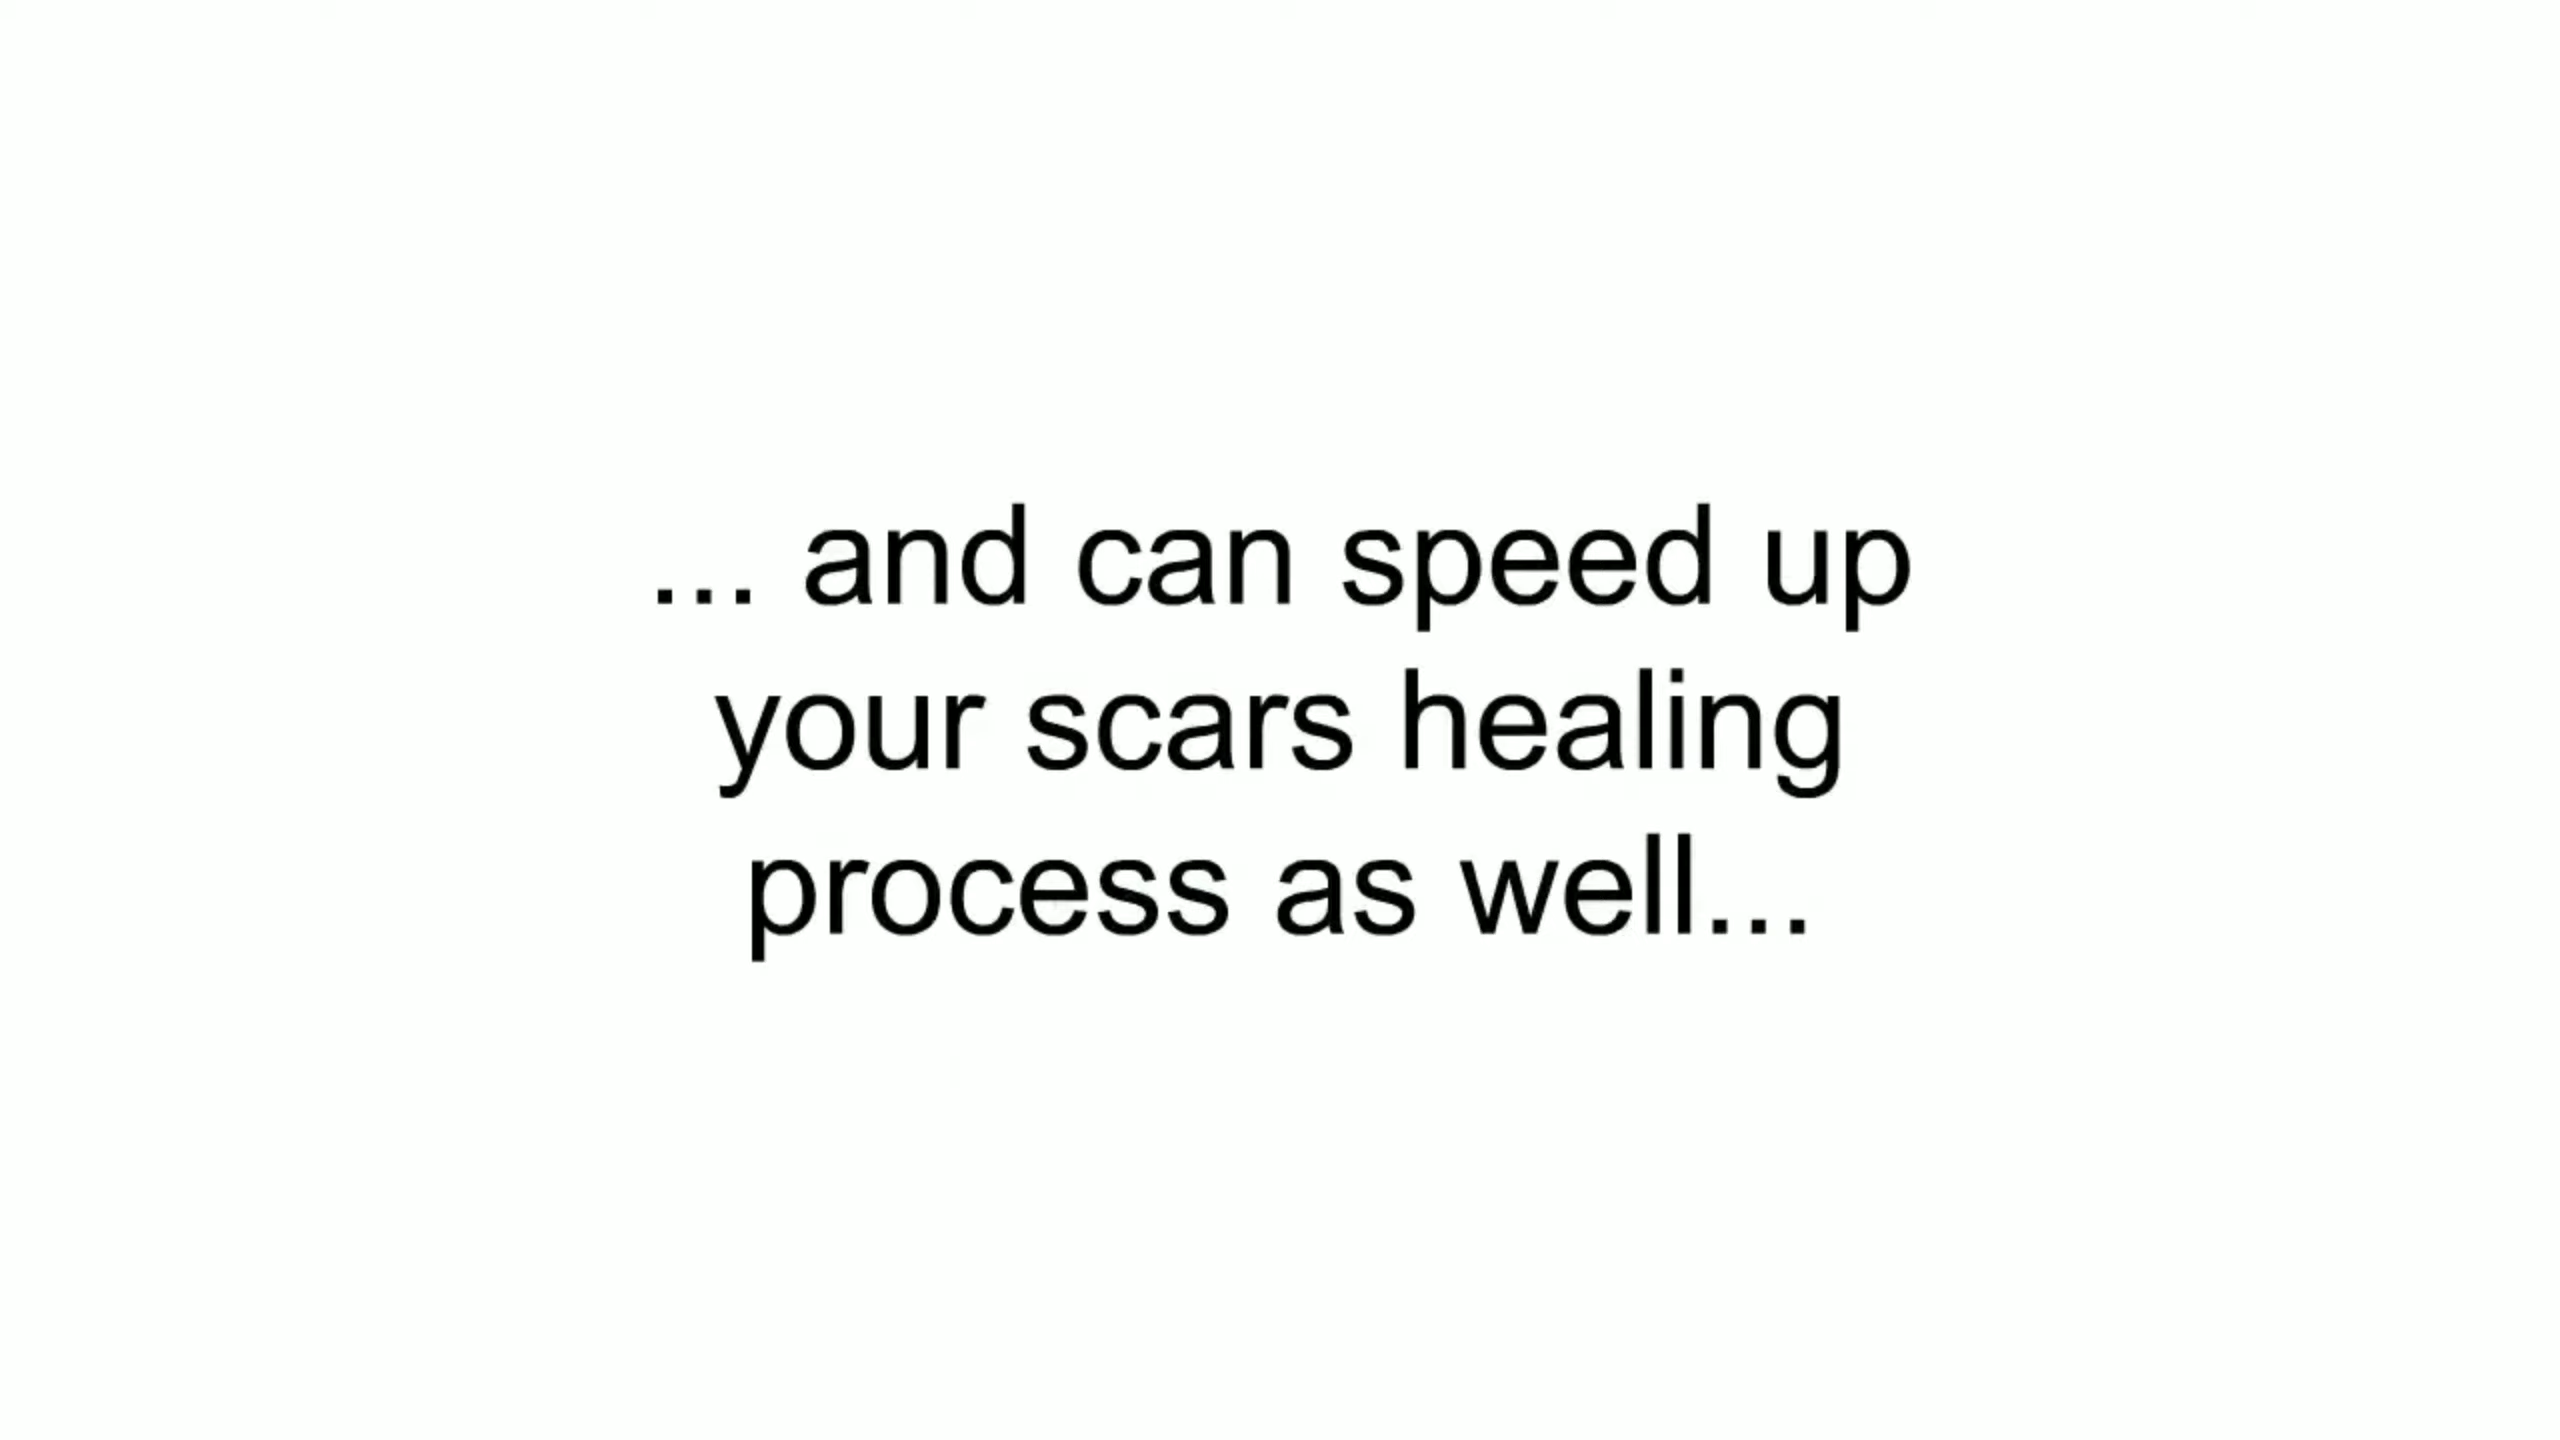 ... and can speed up
your scars healing
process as well...